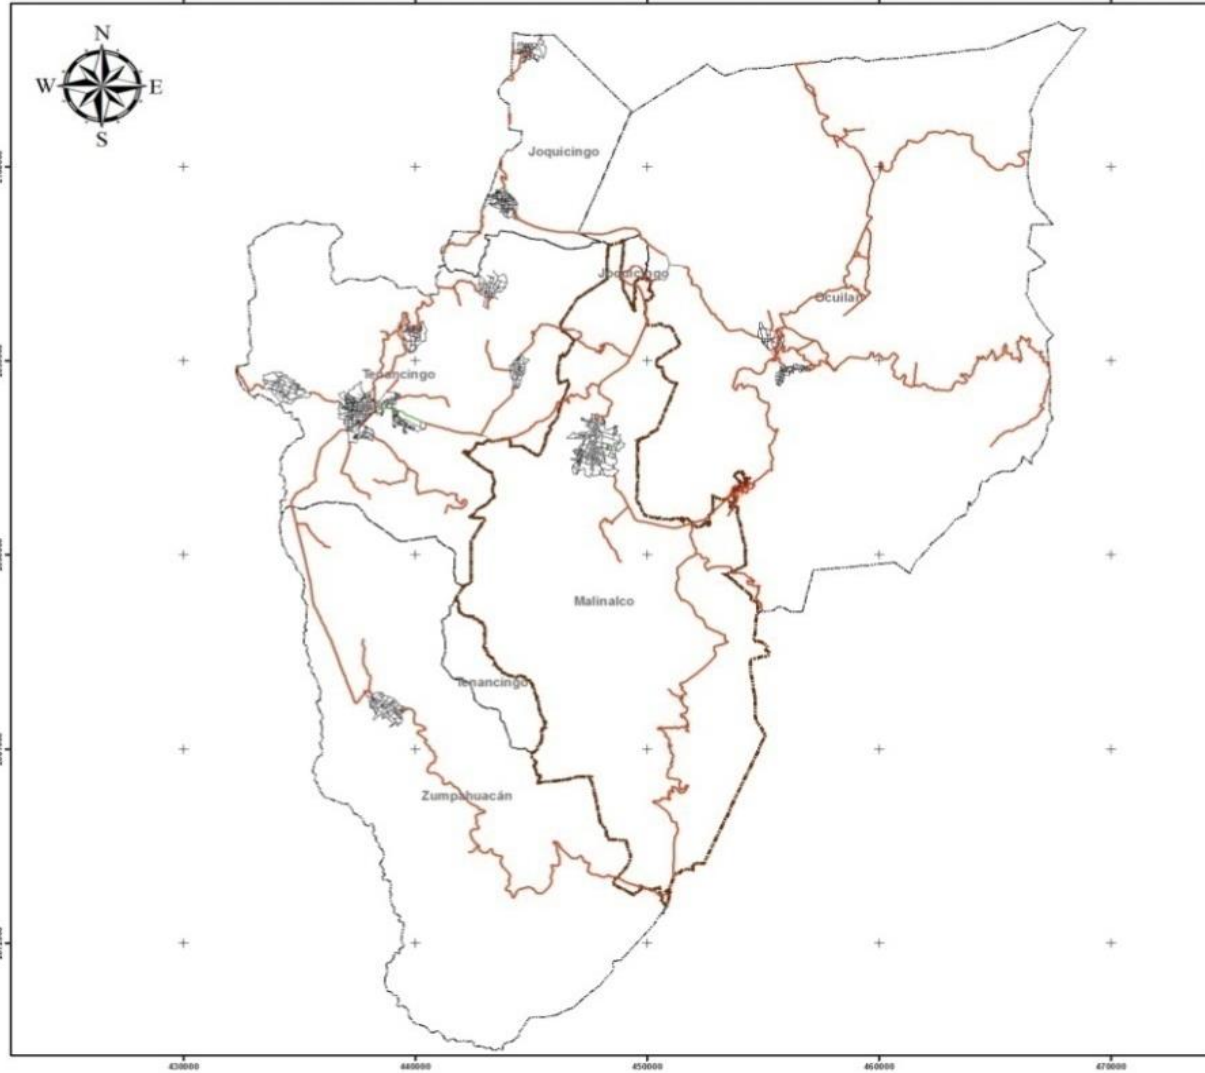 N
W E
S
Joquicingo
Joquicingo
Ocuilan
Tenancingo
Malinalco
Tenancingo
Zumpahuacán
430000 440000 450000 460000 470000